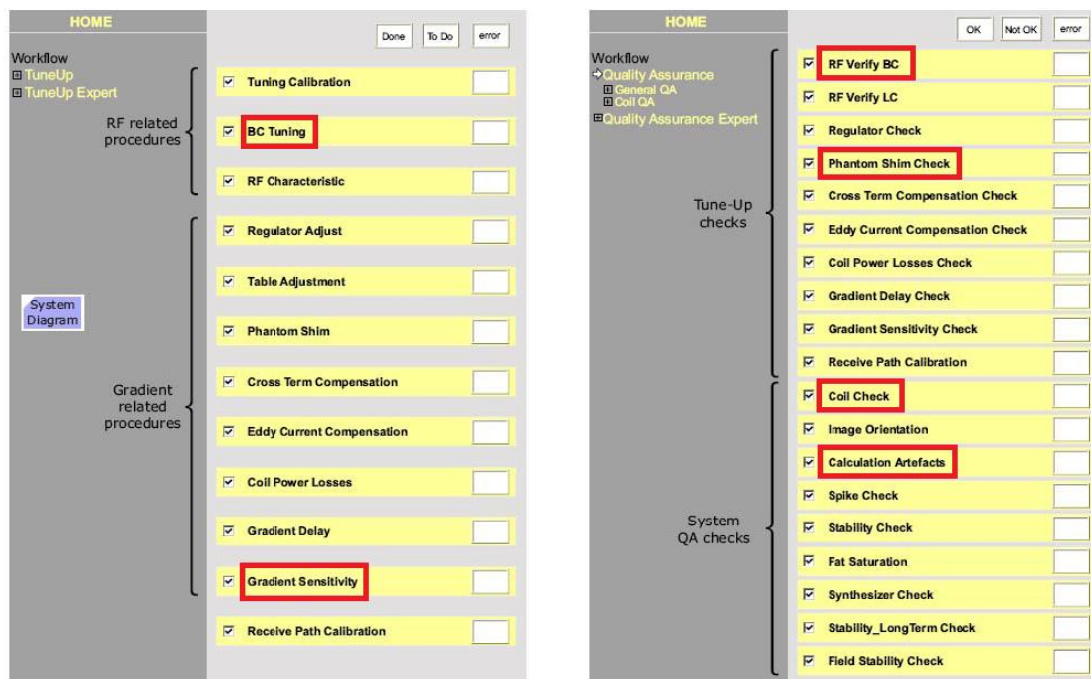 HOME
Done
To Do
error
Workflow
TuneUp
TuneUp Expert
RF related
procedures
Tuning Calibration
BC Tuning
RF Characteristic
Regulator Adjust
Table Adjustment
System
Diagram
Phantom Shim
Gradient
related
procedures
Cross Term Compensation
Eddy Current Compensation
Coil Power Losses
Gradient Delay
Gradient Sensitivity
Receive Path Calibration
HOME
OK
Not OK
error
Workflow
Quality Assurance
General QA
Coil QA
Quality Assurance Expert
Tune-Up
checks
RF Verify BC
RF Verify LC
Regulator Check
Phantom Shim Check
Cross Term Compensation Check
Eddy Current Compensation Check
Coil Power Losses Check
Gradient Delay Check
Gradient Sensitivity Check
Receive Path Calibration
System
QA checks
Coil Check
Image Orientation
Calculation Artefacts
Spike Check
Stability Check
Fat Saturation
Synthesizer Check
Stability_LongTerm Check
Field Stability Check